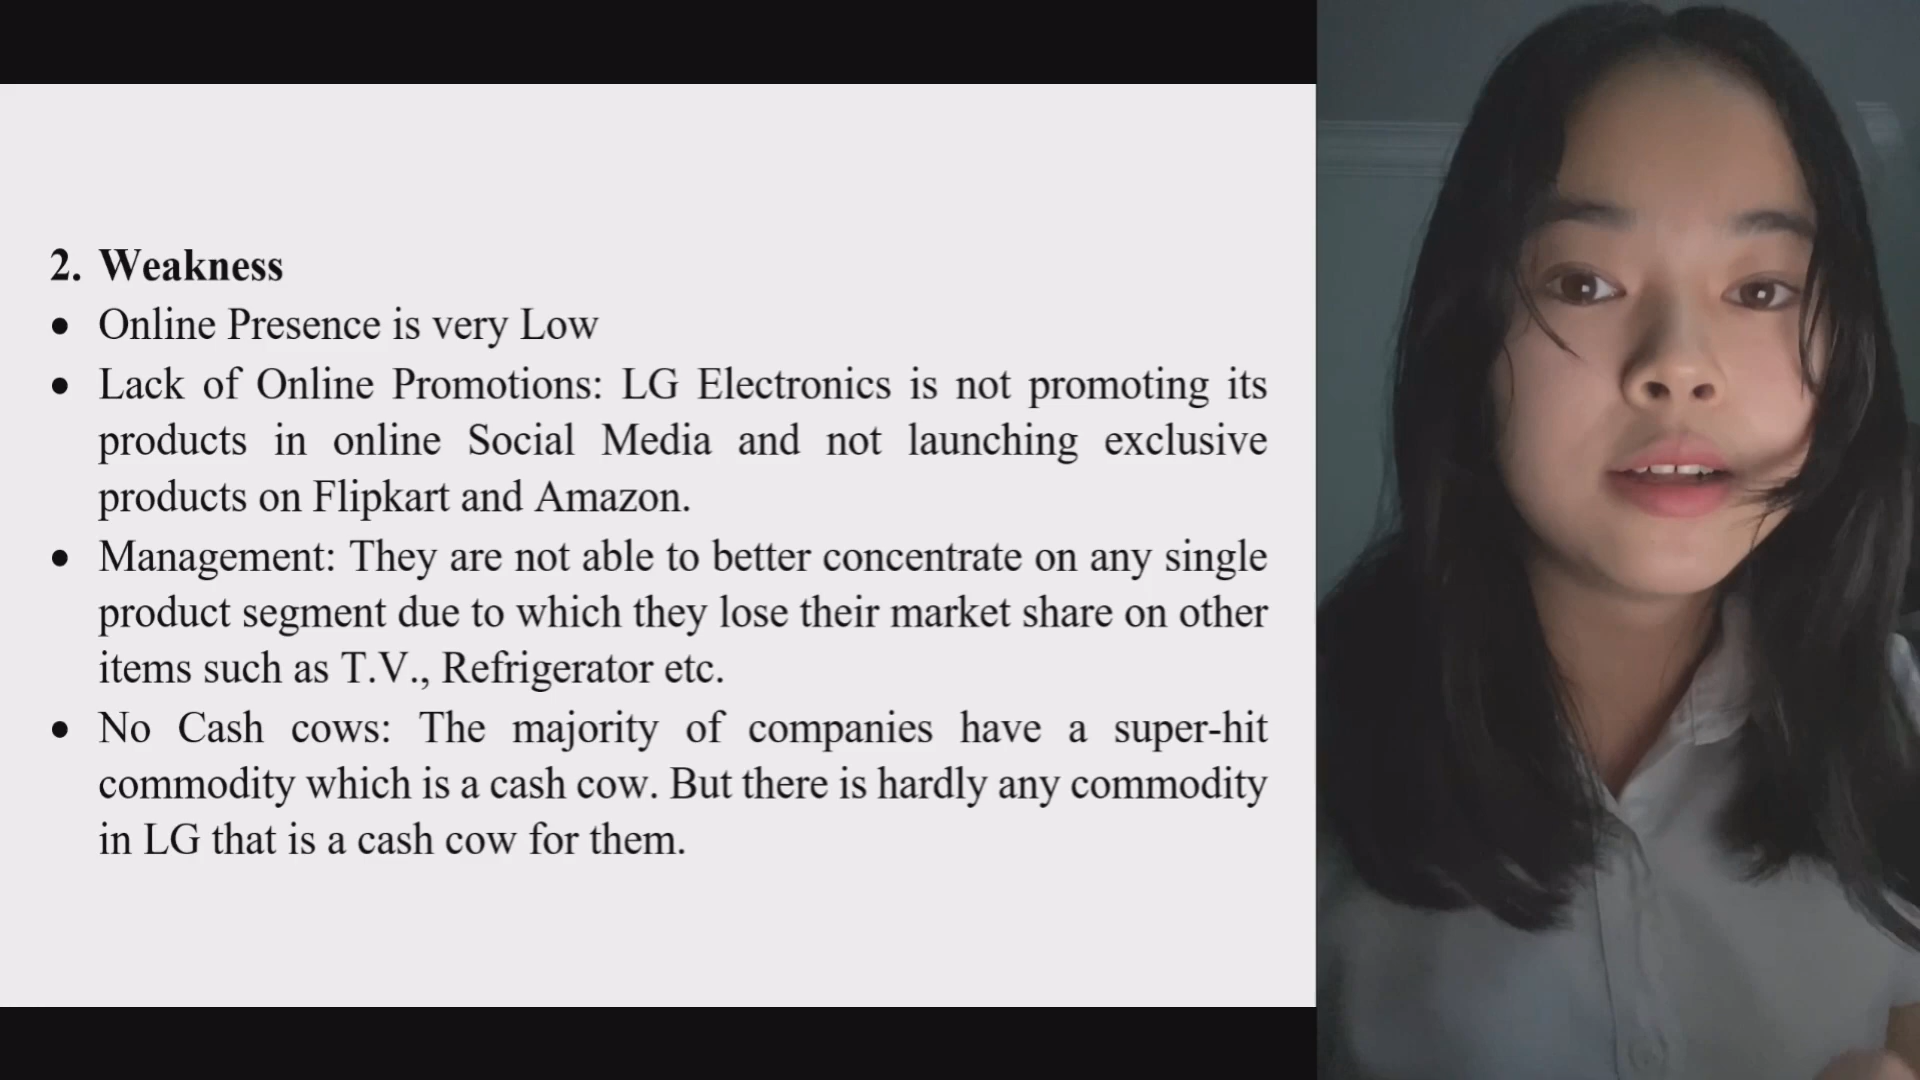 2. Weakness
• Online Presence is very Low
• Lack of Online Promotions: LG Electronics is not promoting its
products in online Social Media and not launching exclusive
products on Flipkart and Amazon.
• Management: They are not able to better concentrate on any single
product segment due to which they lose their market share on other
items such as T.V., Refrigerator etc.
• No Cash cows: The majority of companies have a super-hit
commodity which is a cash cow. But there is hardly any commodity
in LG that is a cash cow for them.